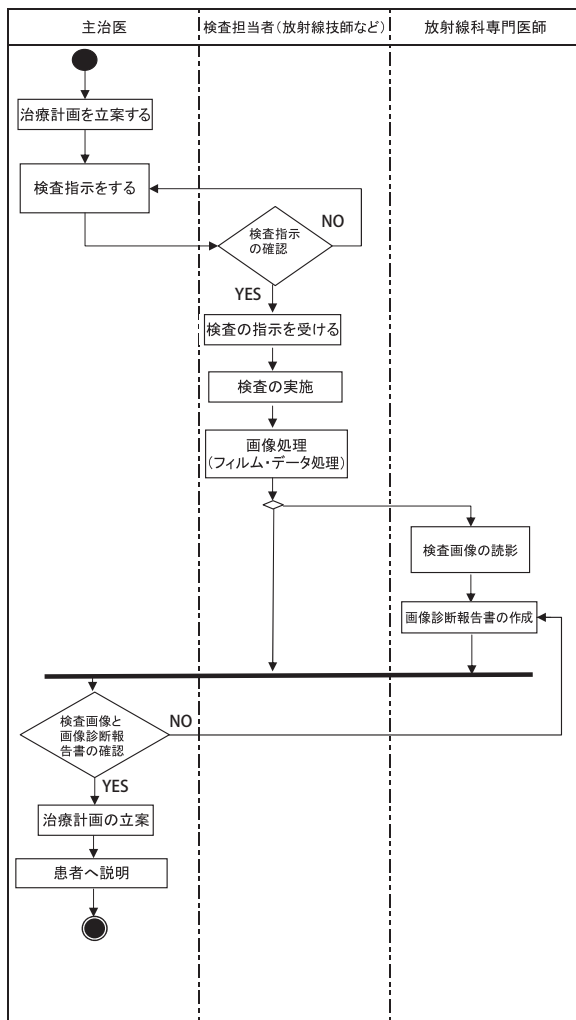 主治医
検査担当者(放射線技師など)
放射線科専門医師
治療計画を立案する
検査指示をする
NO
検査指示
の確認
YES
検査の指示を受ける
検査の実施
画像処理
(フィルム・データ処理)
検査画像の読影
画像診断報告書の作成
検査画像と
画像診断報
告書の確認
NO
YES
治療計画の立案
患者へ説明